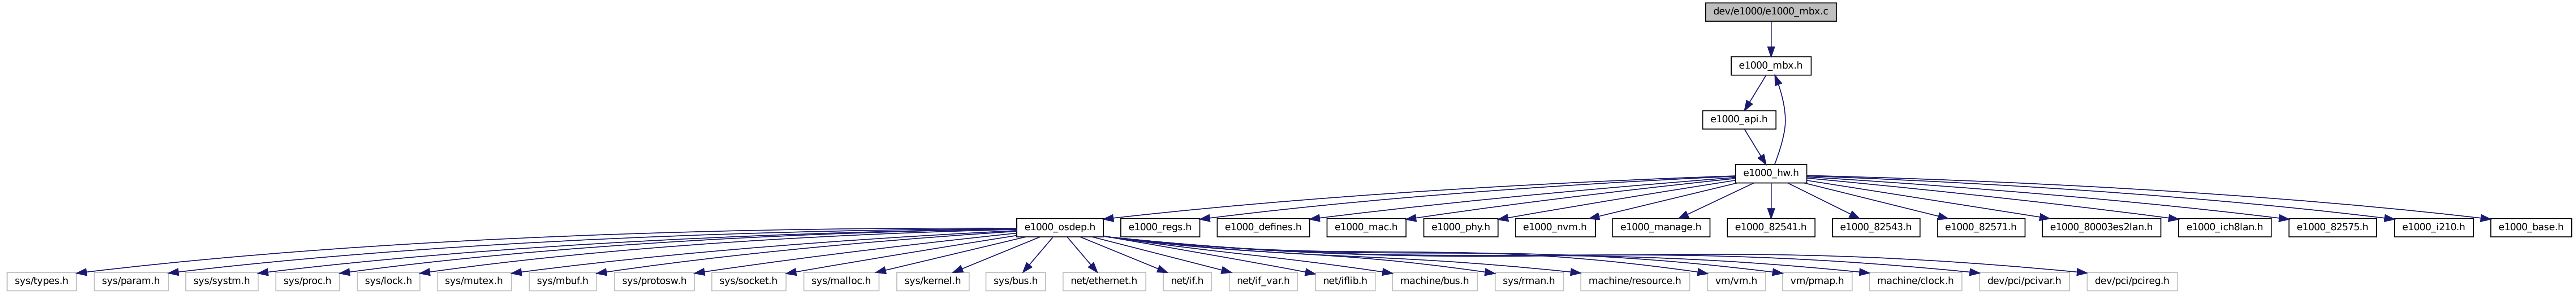 dev/e1000/e1000_mbx.c
e1000_mbx.h
e1000_api.h
e1000_hw.h
e1000_osdep.h
e1000_regs.h
e1000_defines.h
e1000_mac.h
e1000_phy.h
e1000_nvm.h
e1000_manage.h
e1000_82541.h
e1000_82543.h
e1000_82571.h
e1000_80003es2lan.h
e1000_ich8lan.h
e1000_82575.h
e1000_i210.h
e1000_base.h
sys/types.h
sys/param.h
sys/systm.h
sys/proc.h
sys/lock.h
sys/mutex.h
sys/mbuf.h
sys/protosw.h
sys/socket.h
sys/malloc.h
sys/kernel.h
sys/bus.h
net/ethernet.h
net/if.h
net/if_var.h
net/iflib.h
machine/bus.h
sys/rman.h
machine/resource.h
vm/vm.h
vm/pmap.h
machine/clock.h
dev/pci/pcivar.h
dev/pci/pcireg.h